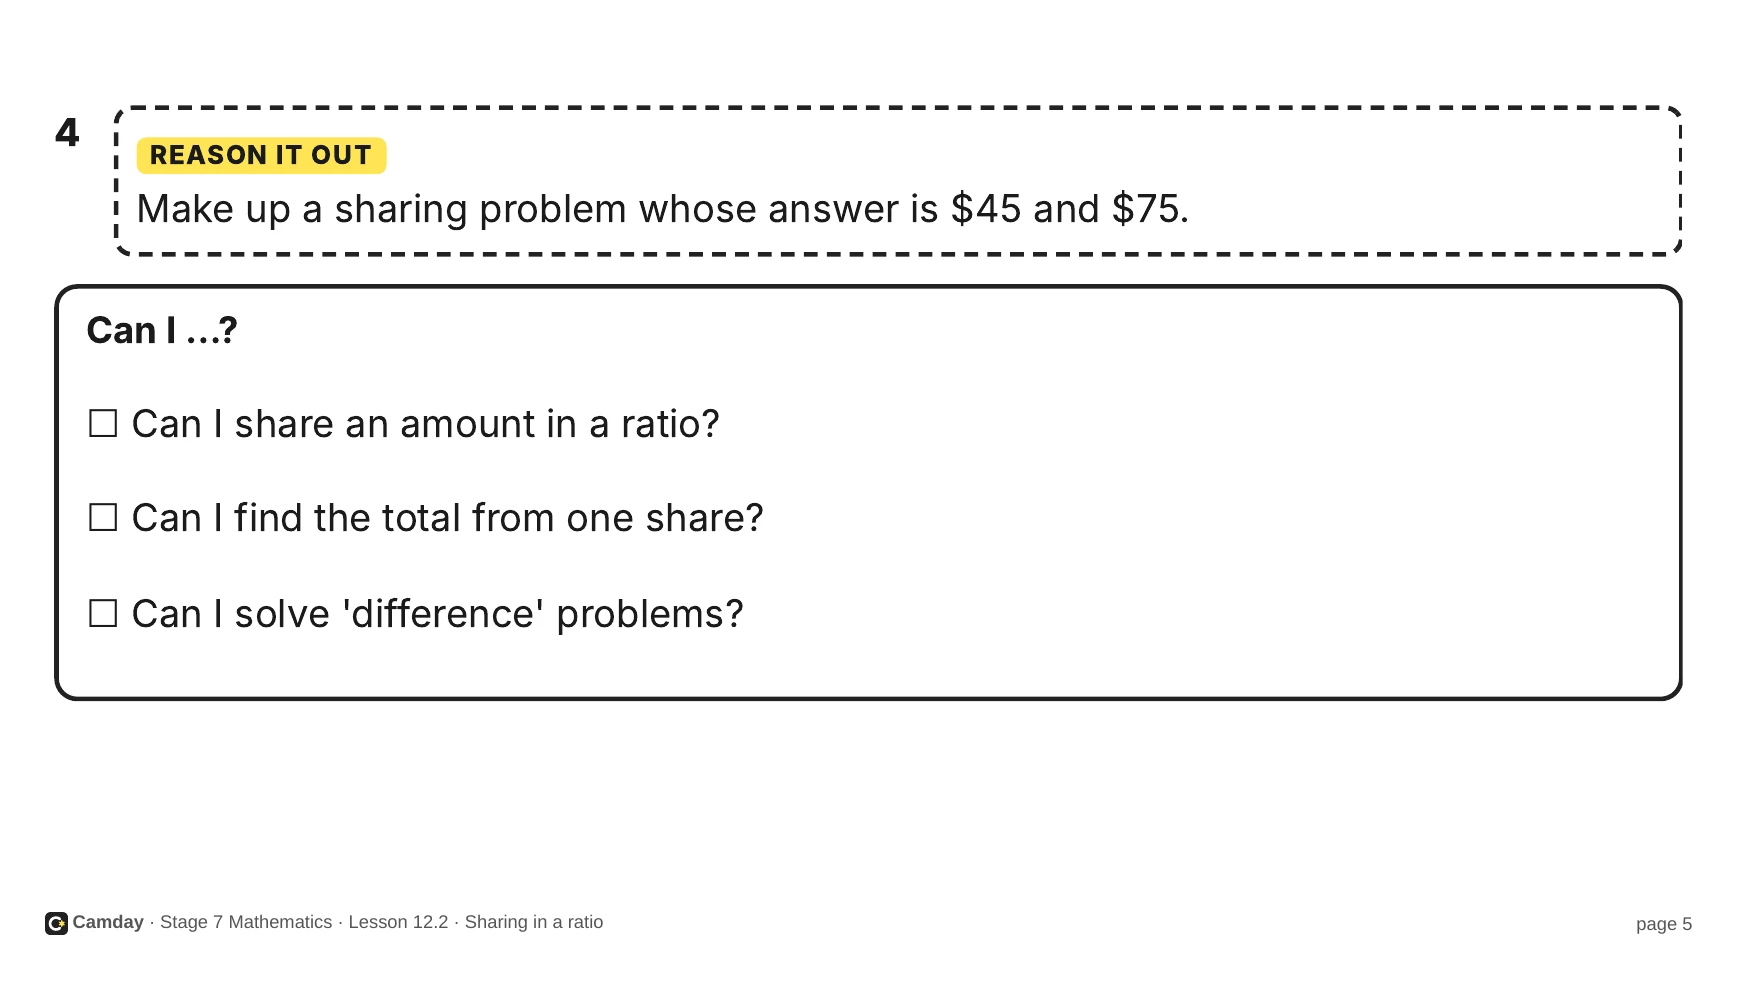 4
REASON IT OUT
Make up a sharing problem whose answer is $45 and $75.
Can I …?
☐ Can I share an amount in a ratio?
☐ Can I find the total from one share?
☐ Can I solve 'difference' problems?
Camday · Stage 7 Mathematics · Lesson 12.2 · Sharing in a ratio
page 5